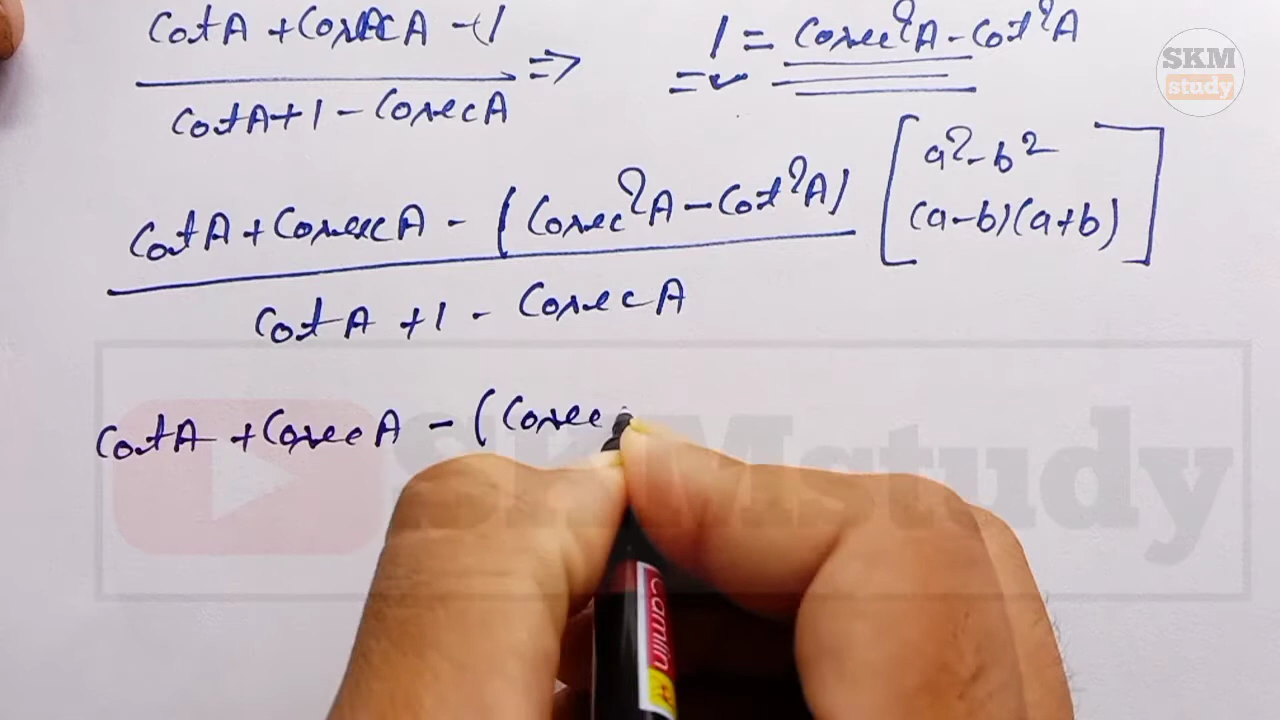 cotA + CosecA - 1 => 1 = Cosec²A - Cot²A
cotA + 1 - CosecA
SKM
study
cotA + CosecA - (Cosec²A - Cot²A)
cotA + 1 - CosecA
a² - b²
(a-b)(a+b)
cotA + CosecA - (Cosec
SKMstudy
Camlin